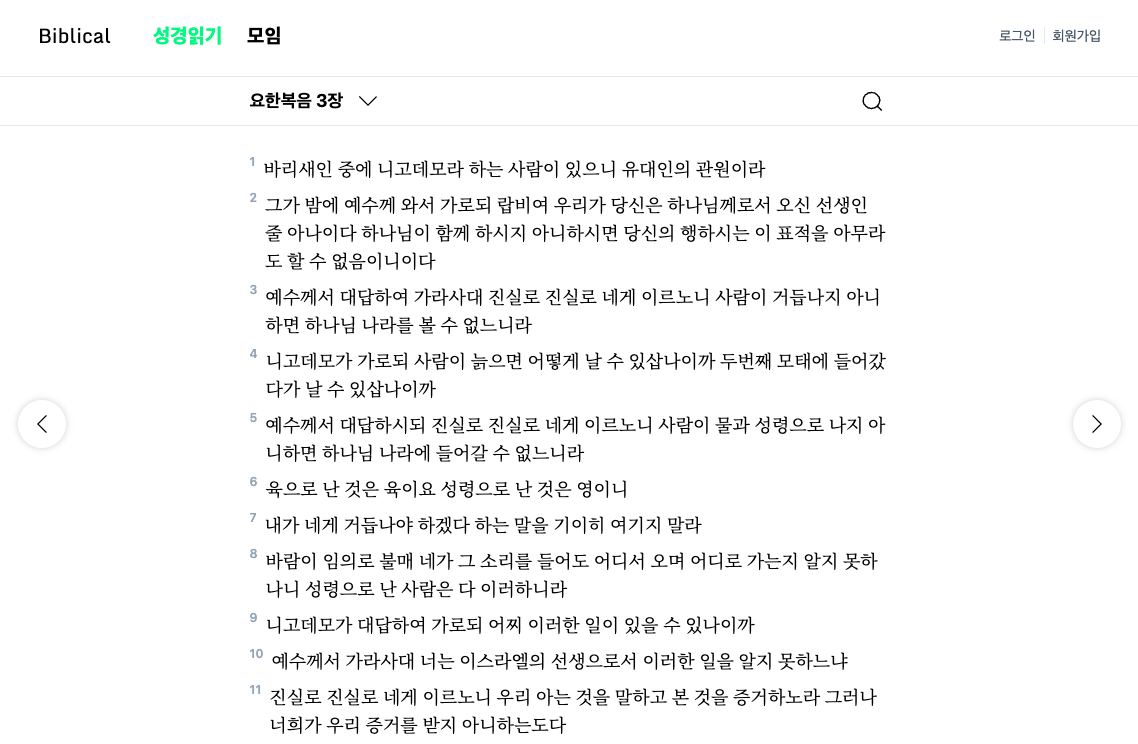 Biblical 성경읽기 모임 로그인 회원가입
요한복음 3장
1 바리새인 중에 니고데모라 하는 사람이 있으니 유대인의 관원이라
2 그가 밤에 예수께 와서 가로되 랍비여 우리가 당신은 하나님께로서 오신 선생인
줄 아나이다 하나님이 함께 하시지 아니하시면 당신의 행하시는 이 표적을 아무라
도 할 수 없음이니이다
3 예수께서 대답하여 가라사대 진실로 진실로 네게 이르노니 사람이 거듭나지 아니
하면 하나님 나라를 볼 수 없느니라
4 니고데모가 가로되 사람이 늙으면 어떻게 날 수 있삽나이까 두번째 모태에 들어갔
다가 날 수 있삽나이까
5 예수께서 대답하시되 진실로 진실로 네게 이르노니 사람이 물과 성령으로 나지 아
니하면 하나님 나라에 들어갈 수 없느니라
6 육으로 난 것은 육이요 성령으로 난 것은 영이니
7 내가 네게 거듭나야 하겠다 하는 말을 기이히 여기지 말라
8 바람이 임의로 불매 네가 그 소리를 들어도 어디서 오며 어디로 가는지 알지 못하
나니 성령으로 난 사람은 다 이러하니라
9 니고데모가 대답하여 가로되 어찌 이러한 일이 있을 수 있나이까
10 예수께서 가라사대 너는 이스라엘의 선생으로서 이러한 일을 알지 못하느냐
11 진실로 진실로 네게 이르노니 우리 아는 것을 말하고 본 것을 증거하노라 그러나
너희가 우리 증거를 받지 아니하는도다